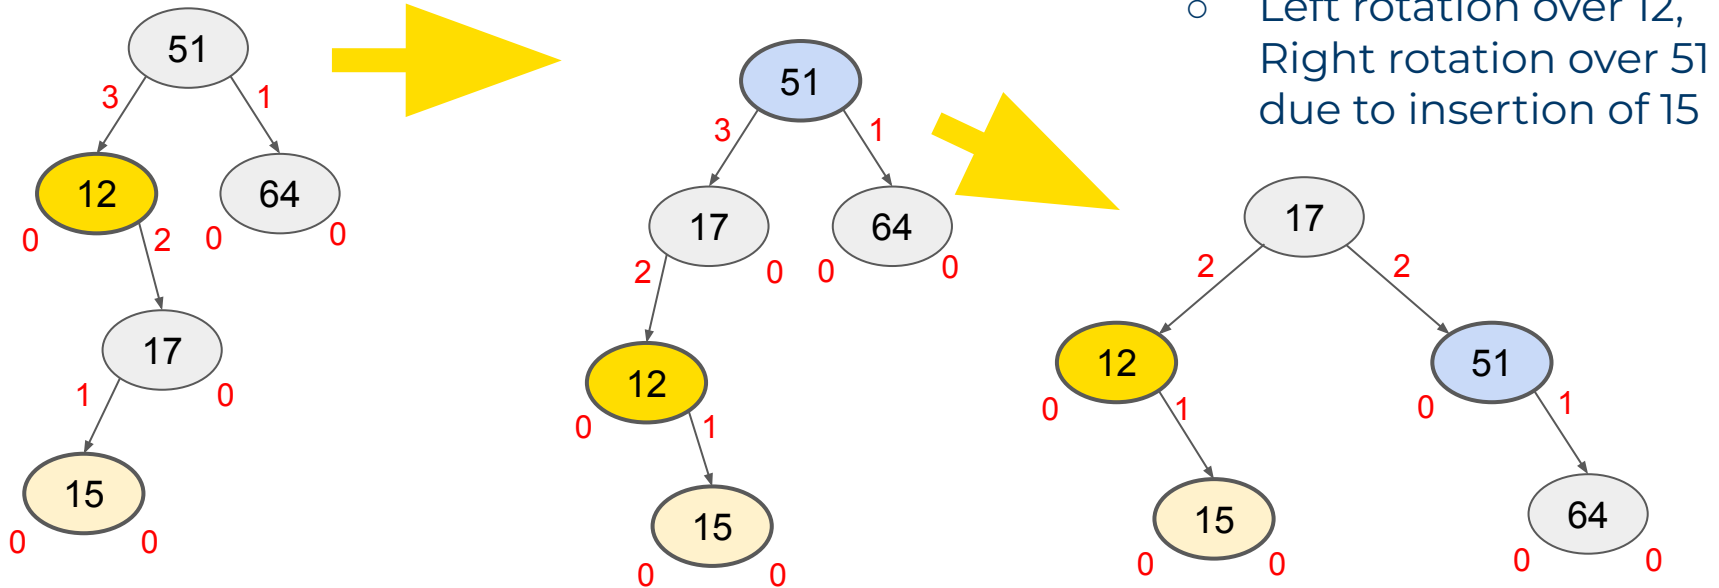 ○ Left rotation over 12,
Right rotation over 51
due to insertion of 15
51
3 1
12 64
0 2 0 0
17
1 0
15
0 0
51
3 1
17 64
2 0 0 0
12
0 1
15
0 0
17
2 2
12 51
0 1 0 1
15 64
0 0 0 0